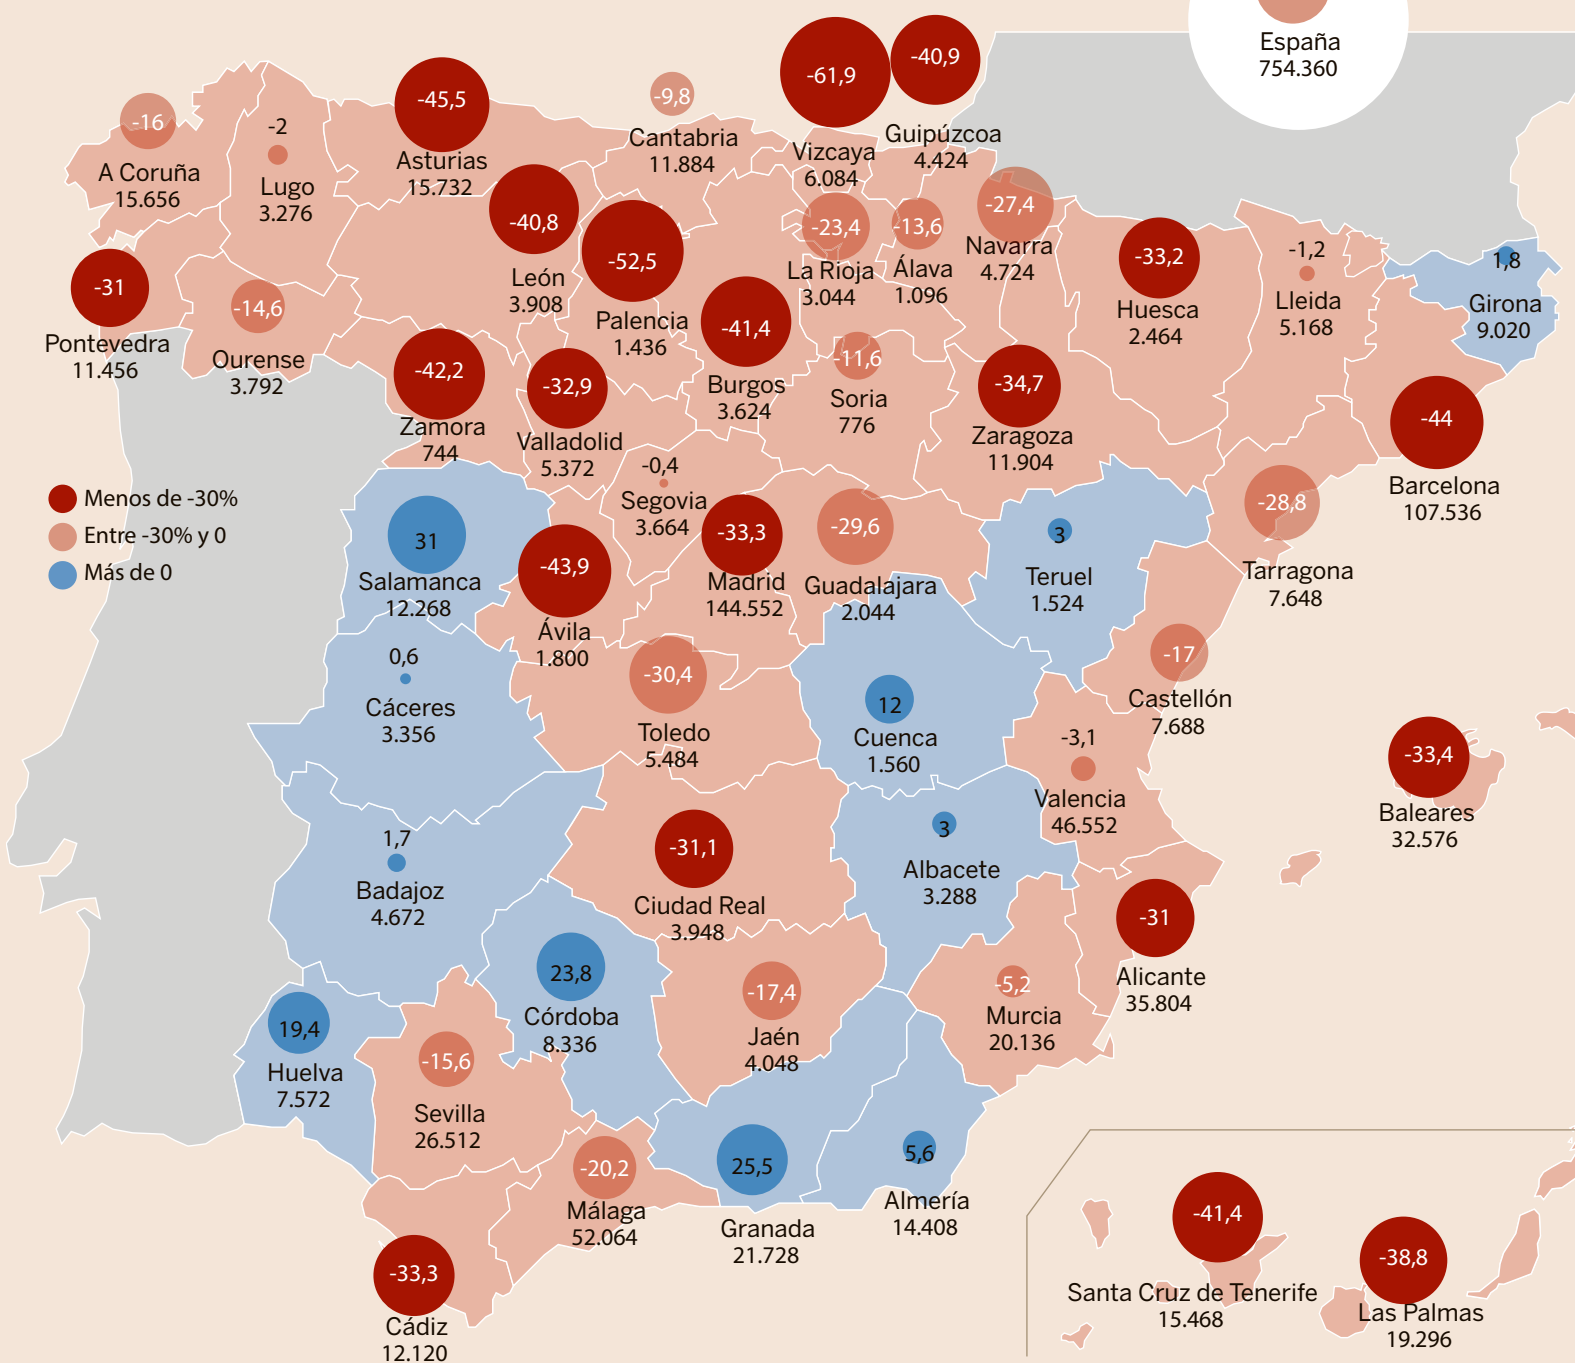 España
754.360
-16
A Coruña
15.656
-2
Lugo
3.276
-45,5
Asturias
15.732
-9,8
Cantabria
11.884
-61,9
Vizcaya
6.084
-40,9
Guipúzcoa
4.424
-40,8
León
3.908
-52,5
Palencia
1.436
-41,4
Burgos
3.624
-23,4
La Rioja
3.044
-13,6
Álava
1.096
-27,4
Navarra
4.724
-33,2
Huesca
2.464
-1,2
Lleida
5.168
1,8
Girona
9.020
-31
Pontevedra
11.456
-14,6
Ourense
3.792
-42,2
Zamora
744
-32,9
Valladolid
5.372
-11,6
Soria
776
-34,7
Zaragoza
11.904
-44
Barcelona
107.536
Menos de -30%
Entre -30% y 0
Más de 0
31
Salamanca
12.268
-43,9
Ávila
1.800
-0,4
Segovia
3.664
-33,3
Madrid
144.552
-29,6
Guadalajara
2.044
3
Teruel
1.524
-28,8
Tarragona
7.648
0,6
Cáceres
3.356
-30,4
Toledo
5.484
12
Cuenca
1.560
-17
Castellón
7.688
-3,1
Valencia
46.552
-33,4
Baleares
32.576
1,7
Badajoz
4.672
-31,1
Ciudad Real
3.948
3
Albacete
3.288
-31
Alicante
35.804
19,4
Huelva
7.572
23,8
Córdoba
8.336
-17,4
Jaén
4.048
-5,2
Murcia
20.136
-15,6
Sevilla
26.512
-20,2
Málaga
52.064
25,5
Granada
21.728
5,6
Almería
14.408
-33,3
Cádiz
12.120
-41,4
Santa Cruz de Tenerife
15.468
-38,8
Las Palmas
19.296